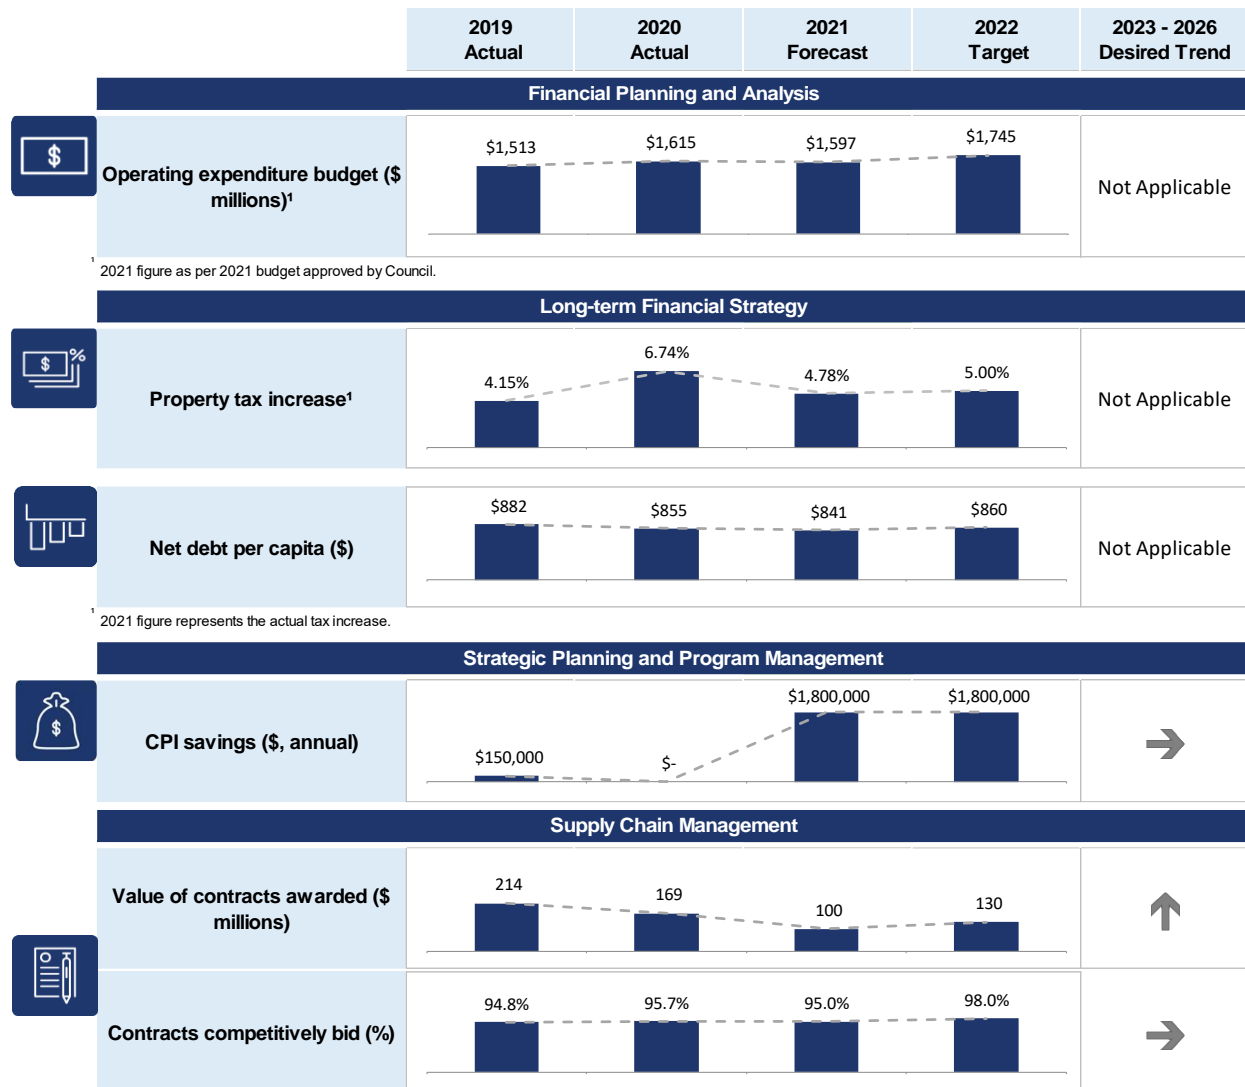 2019 2020 2021 2022 2023 - 2026
Actual Actual Forecast Target Desired Trend
Financial Planning and Analysis
$
Operating expenditure budget ($
millions)¹
$1,513 $1,615 $1,597 $1,745
Not Applicable
¹ 2021 figure as per 2021 budget approved by Council.
Long-term Financial Strategy
$ %
Property tax increase¹
4.15% 6.74% 4.78% 5.00%
Not Applicable
Net debt per capita ($)
$882 $855 $841 $860
Not Applicable
¹ 2021 figure represents the actual tax increase.
Strategic Planning and Program Management
$
CPI savings ($, annual)
$150,000 $- $1,800,000 $1,800,000
Supply Chain Management
Value of contracts awarded ($
millions)
214 169 100 130
Contracts competitively bid (%)
94.8% 95.7% 95.0% 98.0%